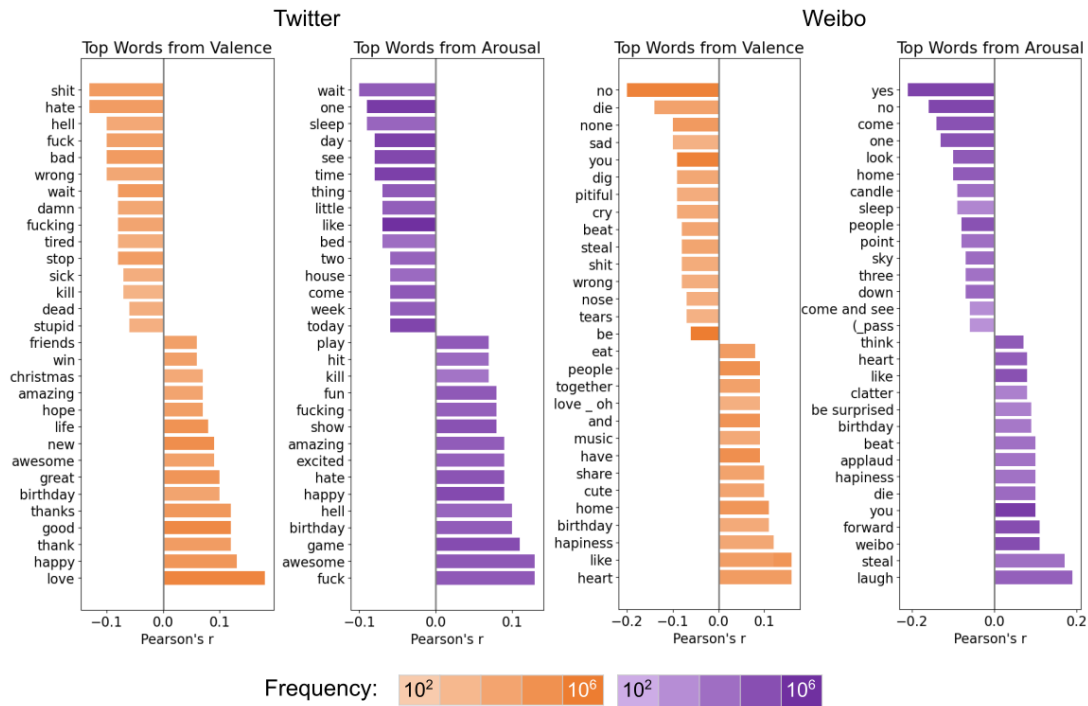 Twitter
Weibo
Top Words from Valence
shit
hate
hell
fuck
bad
wrong
wait
damn
fucking
tired
stop
sick
kill
dead
stupid
friends
win
christmas
amazing
hope
life
new
awesome
great
birthday
thanks
good
thank
happy
love
−0.1
0.0
0.1
Pearson's r
Top Words from Arousal
wait
one
sleep
day
see
time
thing
little
like
bed
two
house
come
week
today
play
hit
kill
fun
fucking
show
amazing
excited
hate
happy
hell
birthday
game
awesome
fuck
−0.1
0.0
0.1
Pearson's r
Top Words from Valence
no
die
none
sad
you
dig
pitiful
cry
beat
steal
shit
wrong
nose
tears
be
eat
people
together
love _ oh
and
music
have
share
cute
home
birthday
hapiness
like
heart
−0.2
−0.1
0.0
0.1
Pearson's r
Top Words from Arousal
yes
no
come
one
look
home
candle
sleep
people
point
sky
three
down
come and see
(_pass
think
heart
like
clatter
be surprised
birthday
beat
applaud
hapiness
die
you
forward
weibo
steal
laugh
−0.2
−0.1
0.0
0.1
0.2
Pearson's r
Frequency: 10² 10⁶ 10² 10⁶